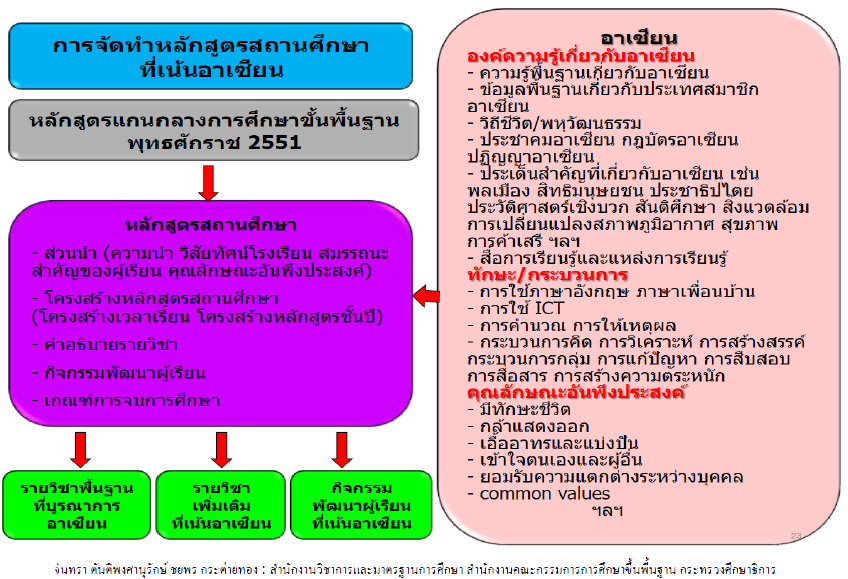 การจัดทำหลักสูตรสถานศึกษา
ที่เน้นอาเซียน
หลักสูตรแกนกลางการศึกษาขั้นพื้นฐาน
พุทธศักราช 2551
หลักสูตรสถานศึกษา
- ส่วนนำ (ความนำ วิสัยทัศน์โรงเรียน สมรรถนะ
สำคัญของผู้เรียน คุณลักษณะอันพึงประสงค์)
- โครงสร้างหลักสูตรสถานศึกษา
(โครงสร้างเวลาเรียน โครงสร้างหลักสูตรชั้นปี)
- คำอธิบายรายวิชา
- กิจกรรมพัฒนาผู้เรียน
- เกณฑ์การจบการศึกษา
รายวิชาพื้นฐาน
ที่บูรณาการ
อาเซียน
รายวิชา
เพิ่มเติม
ที่เน้นอาเซียน
กิจกรรม
พัฒนาผู้เรียน
ที่เน้นอาเซียน
อาเซียน
องค์ความรู้เกี่ยวกับอาเซียน
- ความรู้พื้นฐานเกี่ยวกับอาเซียน
- ข้อมูลพื้นฐานเกี่ยวกับประเทศสมาชิก
อาเซียน
- วิถีชีวิต/พหุวัฒนธรรม
- ประชาคมอาเซียน กฎบัตรอาเซียน
ปฏิญญาอาเซียน
- ประเด็นสำคัญที่เกี่ยวกับอาเซียน เช่น
พลเมือง สิทธิมนุษยชน ประชาธิปไตย
ประวัติศาสตร์เชิงบวก สันติศึกษา สิ่งแวดล้อม
การเปลี่ยนแปลงสภาพภูมิอากาศ สุขภาพ
การค้าเสรี ฯลฯ
- สื่อการเรียนรู้และแหล่งการเรียนรู้
ทักษะ/กระบวนการ
- การใช้ภาษาอังกฤษ ภาษาเพื่อนบ้าน
- การใช้ ICT
- การคำนวณ การให้เหตุผล
- กระบวนการคิด การวิเคราะห์ การสร้างสรรค์
กระบวนการกลุ่ม การแก้ปัญหา การสืบสอบ
การสื่อสาร การสร้างความตระหนัก
คุณลักษณะอันพึงประสงค์
- มีทักษะชีวิต
- กล้าแสดงออก
- เอื้ออาทรและแบ่งปัน
- เข้าใจตนเองและผู้อื่น
- ยอมรับความแตกต่างระหว่างบุคคล
- common values
ฯลฯ
23
จันทรา ตันติพงศานุรักษ์ ชยพร กระต่ายทอง : สำนักงานวิชาการและมาตรฐานการศึกษา สำนักงานคณะกรรมการการศึกษาขั้นพื้นฐาน กระทรวงศึกษาธิการ